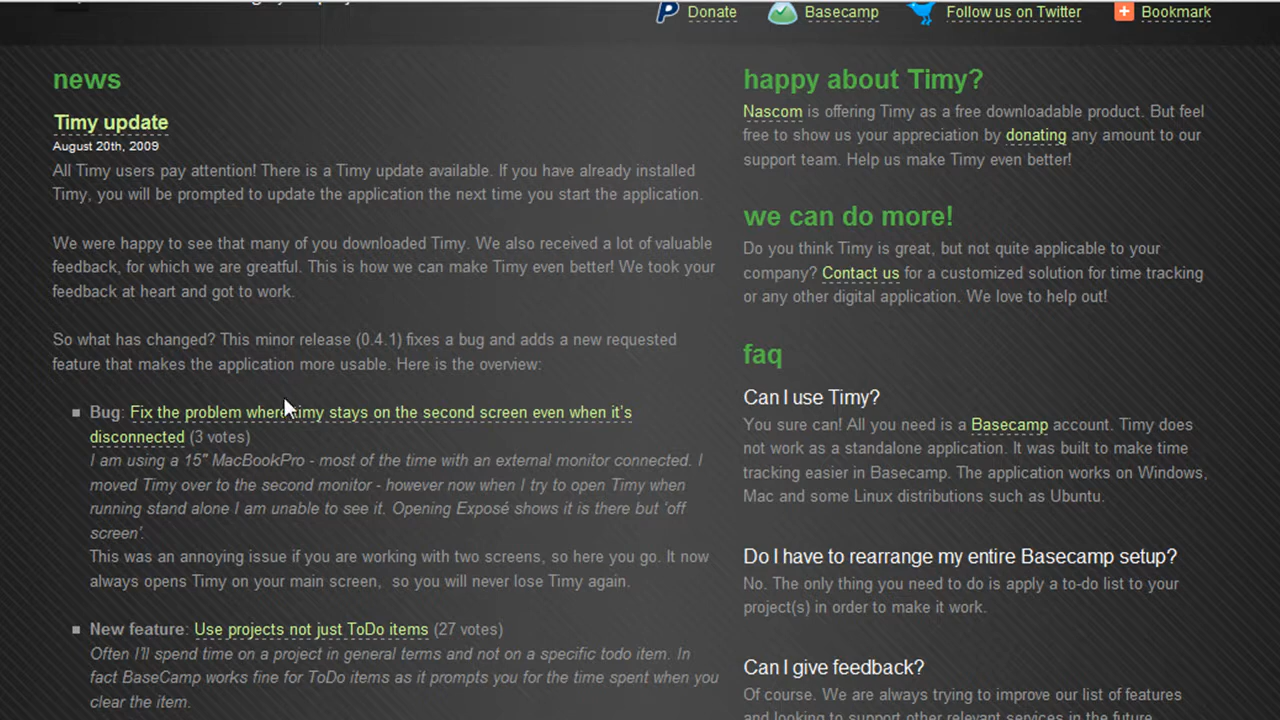 Donate Basecamp Follow us on Twitter Bookmark
news
Timy update
August 20th, 2009
All Timy users pay attention! There is a Timy update available. If you have already installed
Timy, you will be prompted to update the application the next time you start the application.
We were happy to see that many of you downloaded Timy. We also received a lot of valuable
feedback, for which we are greatful. This is how we can make Timy even better! We took your
feedback at heart and got to work.
So what has changed? This minor release (0.4.1) fixes a bug and adds a new requested
feature that makes the application more usable. Here is the overview:
Bug: Fix the problem where timy stays on the second screen even when it's
disconnected (3 votes)
I am using a 15" MacBookPro - most of the time with an external monitor connected. I
moved Timy over to the second monitor - however now when I try to open Timy when
running stand alone I am unable to see it. Opening Exposé shows it is there but 'off
screen'.
This was an annoying issue if you are working with two screens, so here you go. It now
always opens Timy on your main screen, so you will never lose Timy again.
New feature: Use projects not just ToDo items (27 votes)
Often I'll spend time on a project in general terms and not on a specific todo item. In
fact BaseCamp works fine for ToDo items as it prompts you for the time spent when you
clear the item.
happy about Timy?
Nascom is offering Timy as a free downloadable product. But feel
free to show us your appreciation by donating any amount to our
support team. Help us make Timy even better!
we can do more!
Do you think Timy is great, but not quite applicable to your
company? Contact us for a customized solution for time tracking
or any other digital application. We love to help out!
faq
Can I use Timy?
You sure can! All you need is a Basecamp account. Timy does
not work as a standalone application. It was built to make time
tracking easier in Basecamp. The application works on Windows,
Mac and some Linux distributions such as Ubuntu.
Do I have to rearrange my entire Basecamp setup?
No. The only thing you need to do is apply a to-do list to your
project(s) in order to make it work.
Can I give feedback?
Of course. We are always trying to improve our list of features
and looking to support other relevant services in the future.